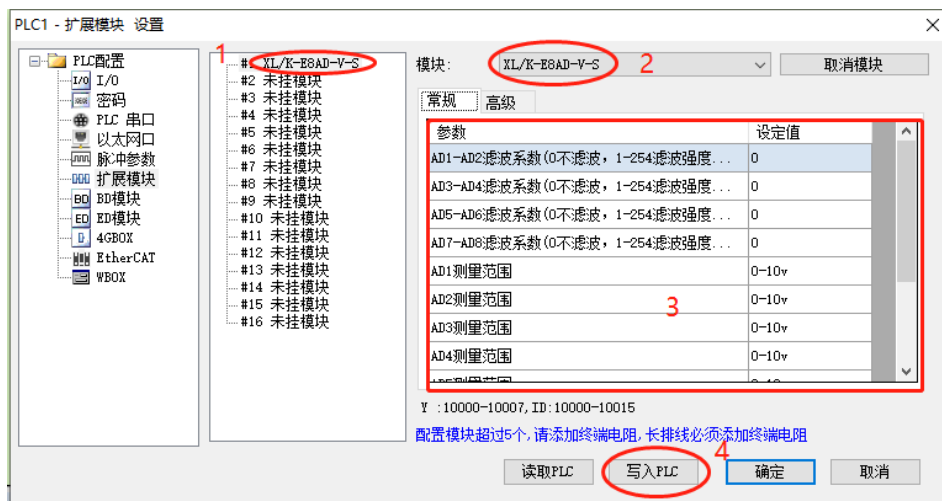 PLC1 - 扩展模块 设置
PLC配置
I/O
密码
PLC 串口
以太网口
脉冲参数
扩展模块
BD模块
ED模块
4GBOX
EtherCAT
WBOX
1
#1 XL/K-E8AD-V-S
#2 未挂模块
#3 未挂模块
#4 未挂模块
#5 未挂模块
#6 未挂模块
#7 未挂模块
#8 未挂模块
#9 未挂模块
#10 未挂模块
#11 未挂模块
#12 未挂模块
#13 未挂模块
#14 未挂模块
#15 未挂模块
#16 未挂模块
模块: XL/K-E8AD-V-S 2 取消模块
常规 高级
参数 设定值
AD1-AD2滤波系数(0不滤波，1-254滤波强度... 0
AD3-AD4滤波系数(0不滤波，1-254滤波强度... 0
AD5-AD6滤波系数(0不滤波，1-254滤波强度... 0
AD7-AD8滤波系数(0不滤波，1-254滤波强度... 0
AD1测量范围 0-10v
AD2测量范围 0-10v
AD3测量范围 0-10v
3
AD4测量范围 0-10v
Y :10000-10007,ID:10000-10015
配置模块超过5个,请添加终端电阻,长排线必须添加终端电阻
4
读取PLC 写入PLC 确定 取消